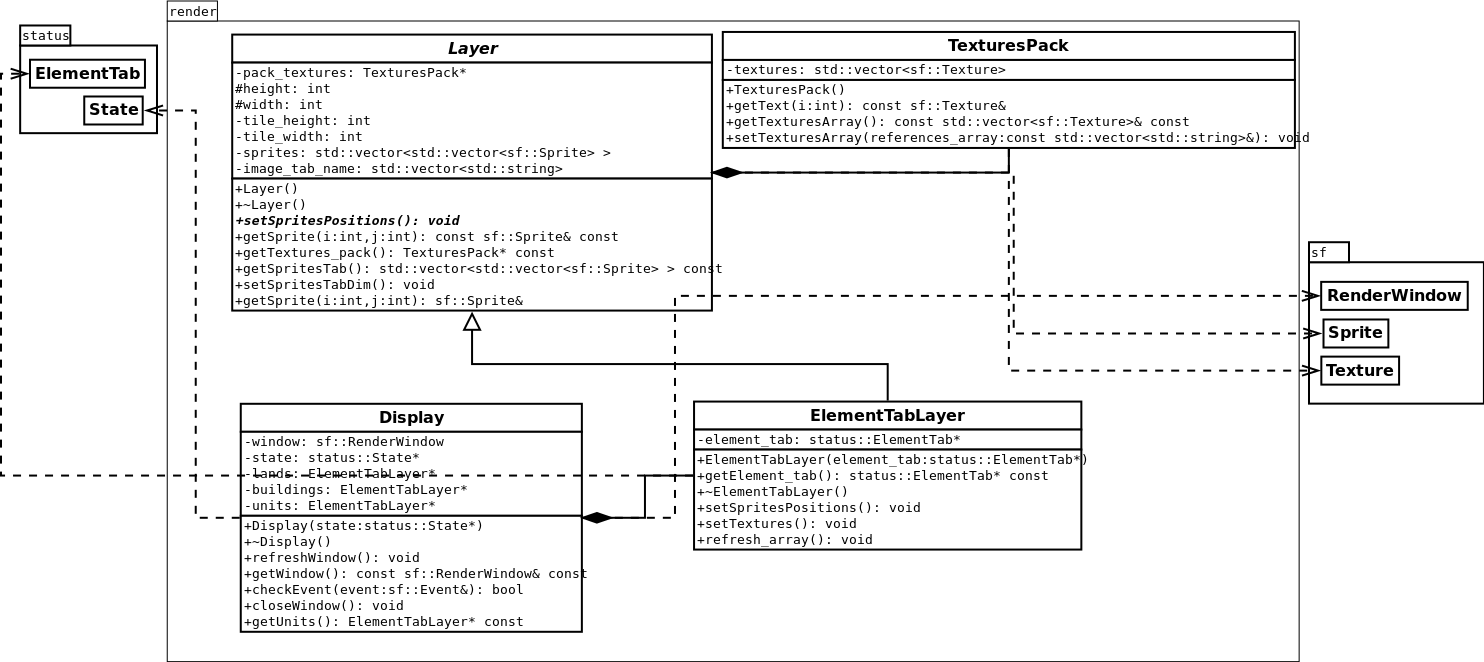 render
status
ElementTab
State
Layer
-pack_textures: TexturesPack*
#height: int
#width: int
-tile_height: int
-tile_width: int
-sprites: std::vector<std::vector<sf::Sprite> >
-image_tab_name: std::vector<std::string>
+Layer()
+~Layer()
+setSpritesPositions(): void
+getSprite(i:int,j:int): const sf::Sprite& const
+getTextures_pack(): TexturesPack* const
+getSpritesTab(): std::vector<std::vector<sf::Sprite> > const
+setSpritesTabDim(): void
+getSprite(i:int,j:int): sf::Sprite&
TexturesPack
-textures: std::vector<sf::Texture>
+TexturesPack()
+getText(i:int): const sf::Texture&
+getTexturesArray(): const std::vector<sf::Texture>& const
+setTexturesArray(references_array:const std::vector<std::string>&): void
sf
RenderWindow
Sprite
Texture
Display
-window: sf::RenderWindow
-state: status::State*
-lands: ElementTabLayer*
-buildings: ElementTabLayer*
-units: ElementTabLayer*
+Display(state:status::State*)
+~Display()
+refreshWindow(): void
+getWindow(): const sf::RenderWindow& const
+checkEvent(event:sf::Event&): bool
+closeWindow(): void
+getUnits(): ElementTabLayer* const
ElementTabLayer
-element_tab: status::ElementTab*
+ElementTabLayer(element_tab:status::ElementTab*)
+getElement_tab(): status::ElementTab* const
+~ElementTabLayer()
+setSpritesPositions(): void
+setTextures(): void
+refresh_array(): void